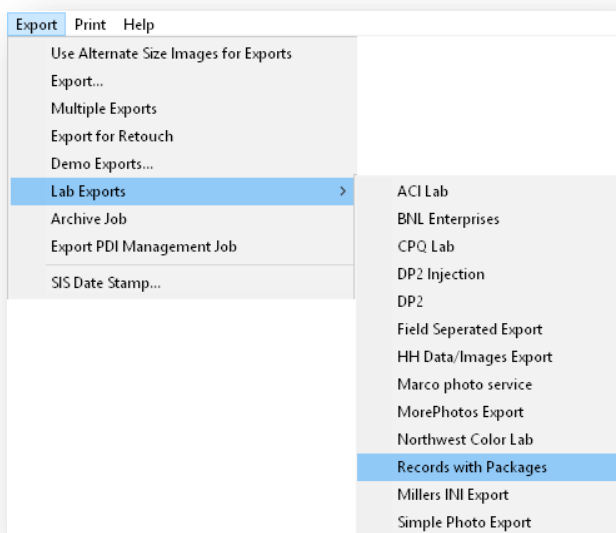 Export Print Help
Use Alternate Size Images for Exports
Export...
Multiple Exports
Export for Retouch
Demo Exports...
Lab Exports >
Archive Job
Export PDI Management Job
SIS Date Stamp...
ACI Lab
BNL Enterprises
CPQ Lab
DP2 Injection
DP2
Field Seperated Export
HH Data/Images Export
Marco photo service
MorePhotos Export
Northwest Color Lab
Records with Packages
Millers INI Export
Simple Photo Export